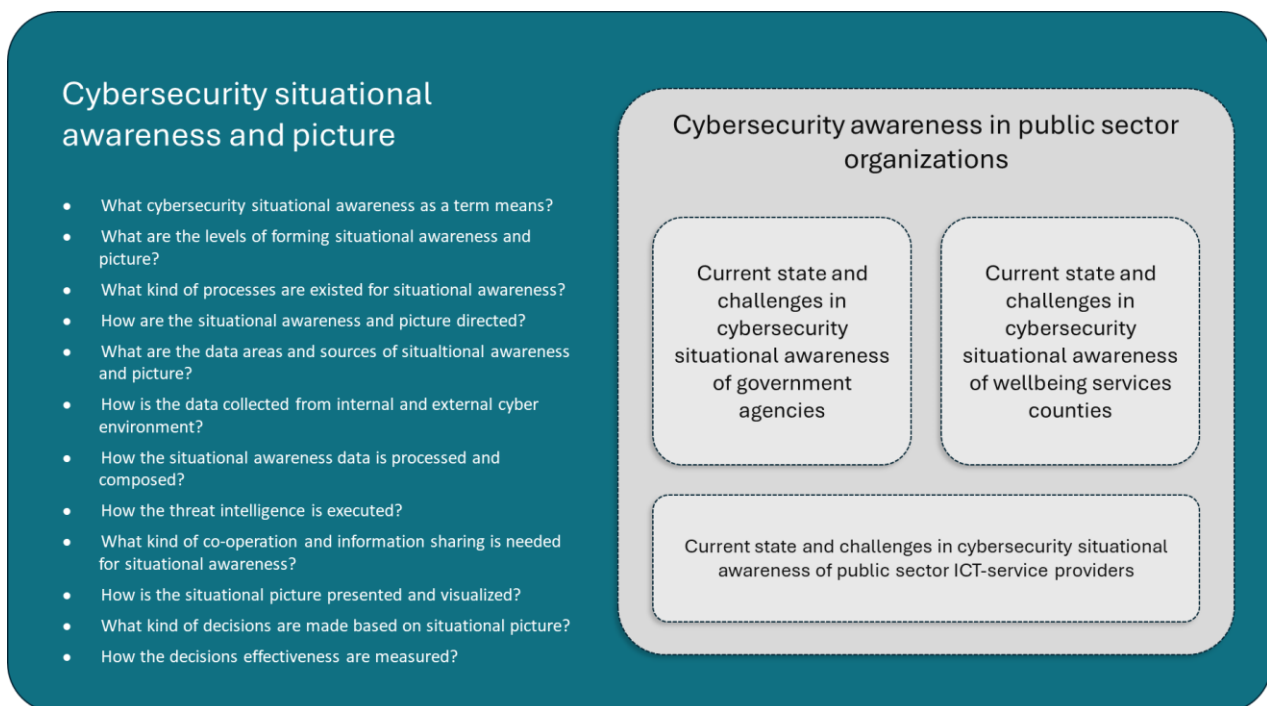 Cybersecurity situational
awareness and picture
● What cybersecurity situational awareness as a term means?
● What are the levels of forming situational awareness and
picture?
● What kind of processes are existed for situational awareness?
● How are the situational awareness and picture directed?
● What are the data areas and sources of situaltional awareness
and picture?
● How is the data collected from internal and external cyber
environment?
● How the situational awareness data is processed and
composed?
● How the threat intelligence is executed?
● What kind of co-operation and information sharing is needed
for situational awareness?
● How is the situational picture presented and visualized?
● What kind of decisions are made based on situational picture?
● How the decisions effectiveness are measured?
Cybersecurity awareness in public sector
organizations
Current state and
challenges in
cybersecurity
situational awareness
of government
agencies
Current state and
challenges in
cybersecurity
situational awareness
of wellbeing services
counties
Current state and challenges in cybersecurity situational
awareness of public sector ICT-service providers